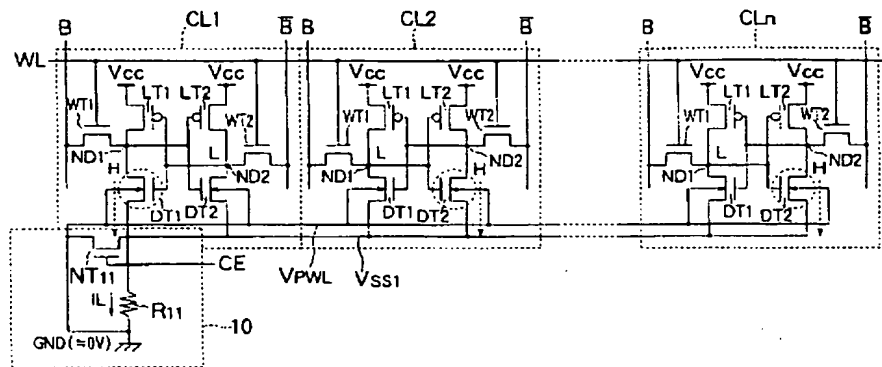 CL1 CL2 CLn
B B̅ B B̅ B B̅
WL
Vcc Vcc Vcc Vcc Vcc Vcc
LT1 LT2 LT1 LT2 LT1 LT2
WT1 WT2 WT1 WT2 WT1 WT2
ND1 H L ND2 ND1 L H ND2 ND1 L H ND2
DT1 DT2 DT1 DT2 DT1 DT2
NT11 CE VPWL VSS1
IL R11 10
GND(≒0V)